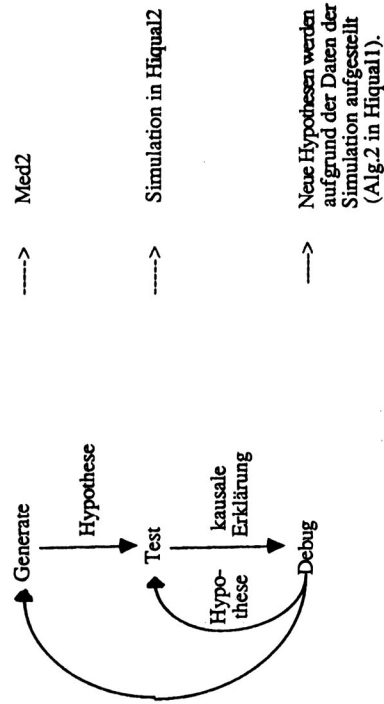 Generate -----> Med2
Hypothese
Test -----> Simulation in Hiqual2
Hypo-
these
kausale
Erklärung
Debug ----> Neue Hypothesen werden
aufgrund der Daten der
Simulation aufgestellt
(Alg.2 in Hiqual1).